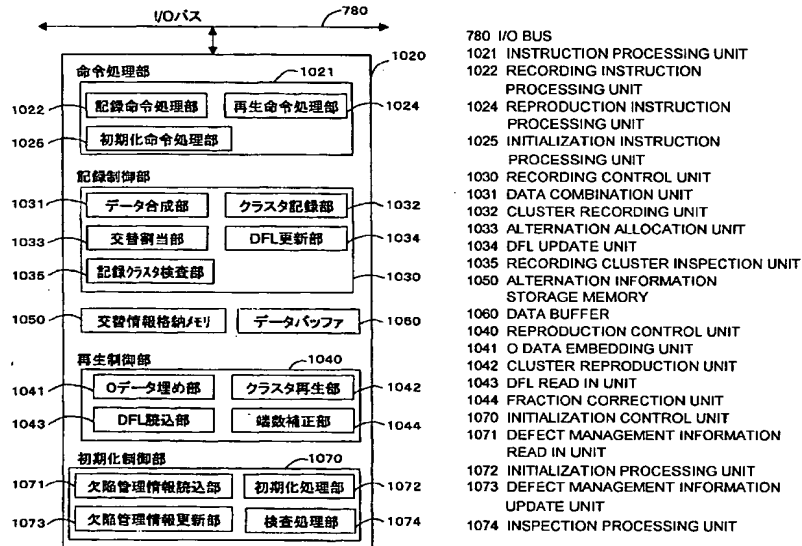 I/Oバス
780
1020
命令処理部
1021
1022
記録命令処理部
再生命令処理部
1024
1026
初期化命令処理部
記録制御部
1031
データ合成部
クラスタ記録部
1032
1033
交替割当部
DFL更新部
1034
1035
記録クラスタ検査部
1030
1050
交替情報格納メモリ
データバッファ
1060
再生制御部
1040
1041
0データ埋め部
クラスタ再生部
1042
1043
DFL読込部
端数補正部
1044
初期化制御部
1070
1071
欠陥管理情報読込部
初期化処理部
1072
1073
欠陥管理情報更新部
検査処理部
1074
780 I/O BUS
1021 INSTRUCTION PROCESSING UNIT
1022 RECORDING INSTRUCTION
PROCESSING UNIT
1024 REPRODUCTION INSTRUCTION
PROCESSING UNIT
1025 INITIALIZATION INSTRUCTION
PROCESSING UNIT
1030 RECORDING CONTROL UNIT
1031 DATA COMBINATION UNIT
1032 CLUSTER RECORDING UNIT
1033 ALTERNATION ALLOCATION UNIT
1034 DFL UPDATE UNIT
1035 RECORDING CLUSTER INSPECTION UNIT
1050 ALTERNATION INFORMATION
STORAGE MEMORY
1060 DATA BUFFER
1040 REPRODUCTION CONTROL UNIT
1041 O DATA EMBEDDING UNIT
1042 CLUSTER REPRODUCTION UNIT
1043 DFL READ IN UNIT
1044 FRACTION CORRECTION UNIT
1070 INITIALIZATION CONTROL UNIT
1071 DEFECT MANAGEMENT INFORMATION
READ IN UNIT
1072 INITIALIZATION PROCESSING UNIT
1073 DEFECT MANAGEMENT INFORMATION
UPDATE UNIT
1074 INSPECTION PROCESSING UNIT